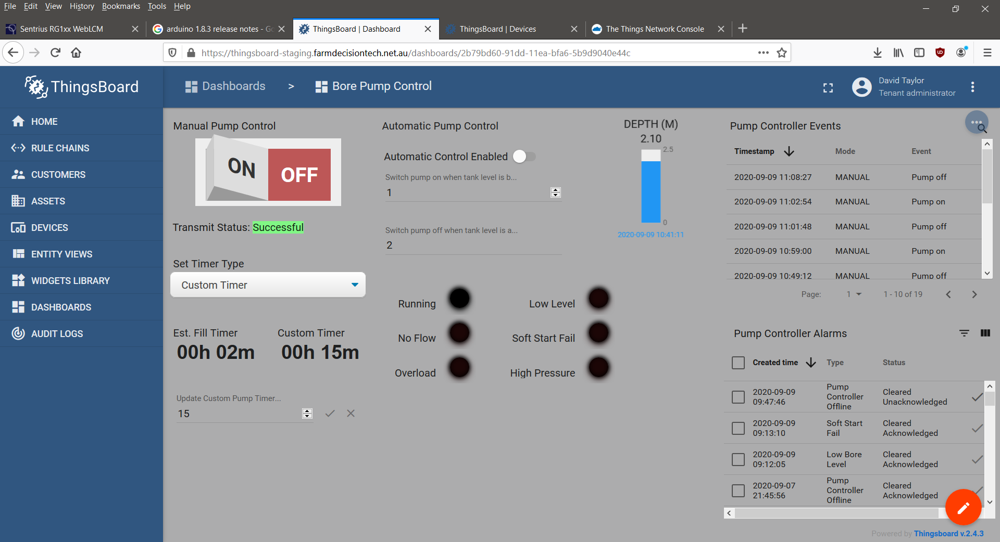 File Edit View History Bookmarks Tools Help
Sentrius RG1xx WebLCM
arduino 1.8.3 release notes - Go
ThingsBoard | Dashboard
ThingsBoard | Devices
The Things Network Console
https://thingsboard-staging.farmdecisiontech.net.au/dashboards/2b79bd60-91dd-11ea-bfa6-5b9d9040e44c
ThingsBoard
Dashboards > Bore Pump Control
David Taylor
Tenant administrator
HOME
RULE CHAINS
CUSTOMERS
ASSETS
DEVICES
ENTITY VIEWS
WIDGETS LIBRARY
DASHBOARDS
AUDIT LOGS
Manual Pump Control
ON OFF
Transmit Status: Successful
Set Timer Type
Custom Timer
Est. Fill Timer Custom Timer
00h 02m 00h 15m
Update Custom Pump Timer...
15
Automatic Pump Control
Automatic Control Enabled
Switch pump on when tank level is b...
1
Switch pump off when tank level is a...
2
DEPTH (M)
2.10
2.5
0
2020-09-09 10:41:11
Running Low Level
No Flow Soft Start Fail
Overload High Pressure
Pump Controller Events
Timestamp Mode Event
2020-09-09 11:08:27 MANUAL Pump off
2020-09-09 11:02:54 MANUAL Pump on
2020-09-09 11:01:48 MANUAL Pump off
2020-09-09 10:59:00 MANUAL Pump on
2020-09-09 10:49:12 MANUAL Pump off
Page: 1 1 - 10 of 19
Pump Controller Alarms
Created time Type Status
2020-09-09 09:47:46 Pump Controller Offline Cleared Unacknowledged
2020-09-09 09:13:10 Soft Start Fail Cleared Acknowledged
2020-09-09 09:12:05 Low Bore Level Cleared Acknowledged
2020-09-07 21:45:56 Pump Controller Offline Cleared Acknowledged
Powered by Thingsboard v.2.4.3